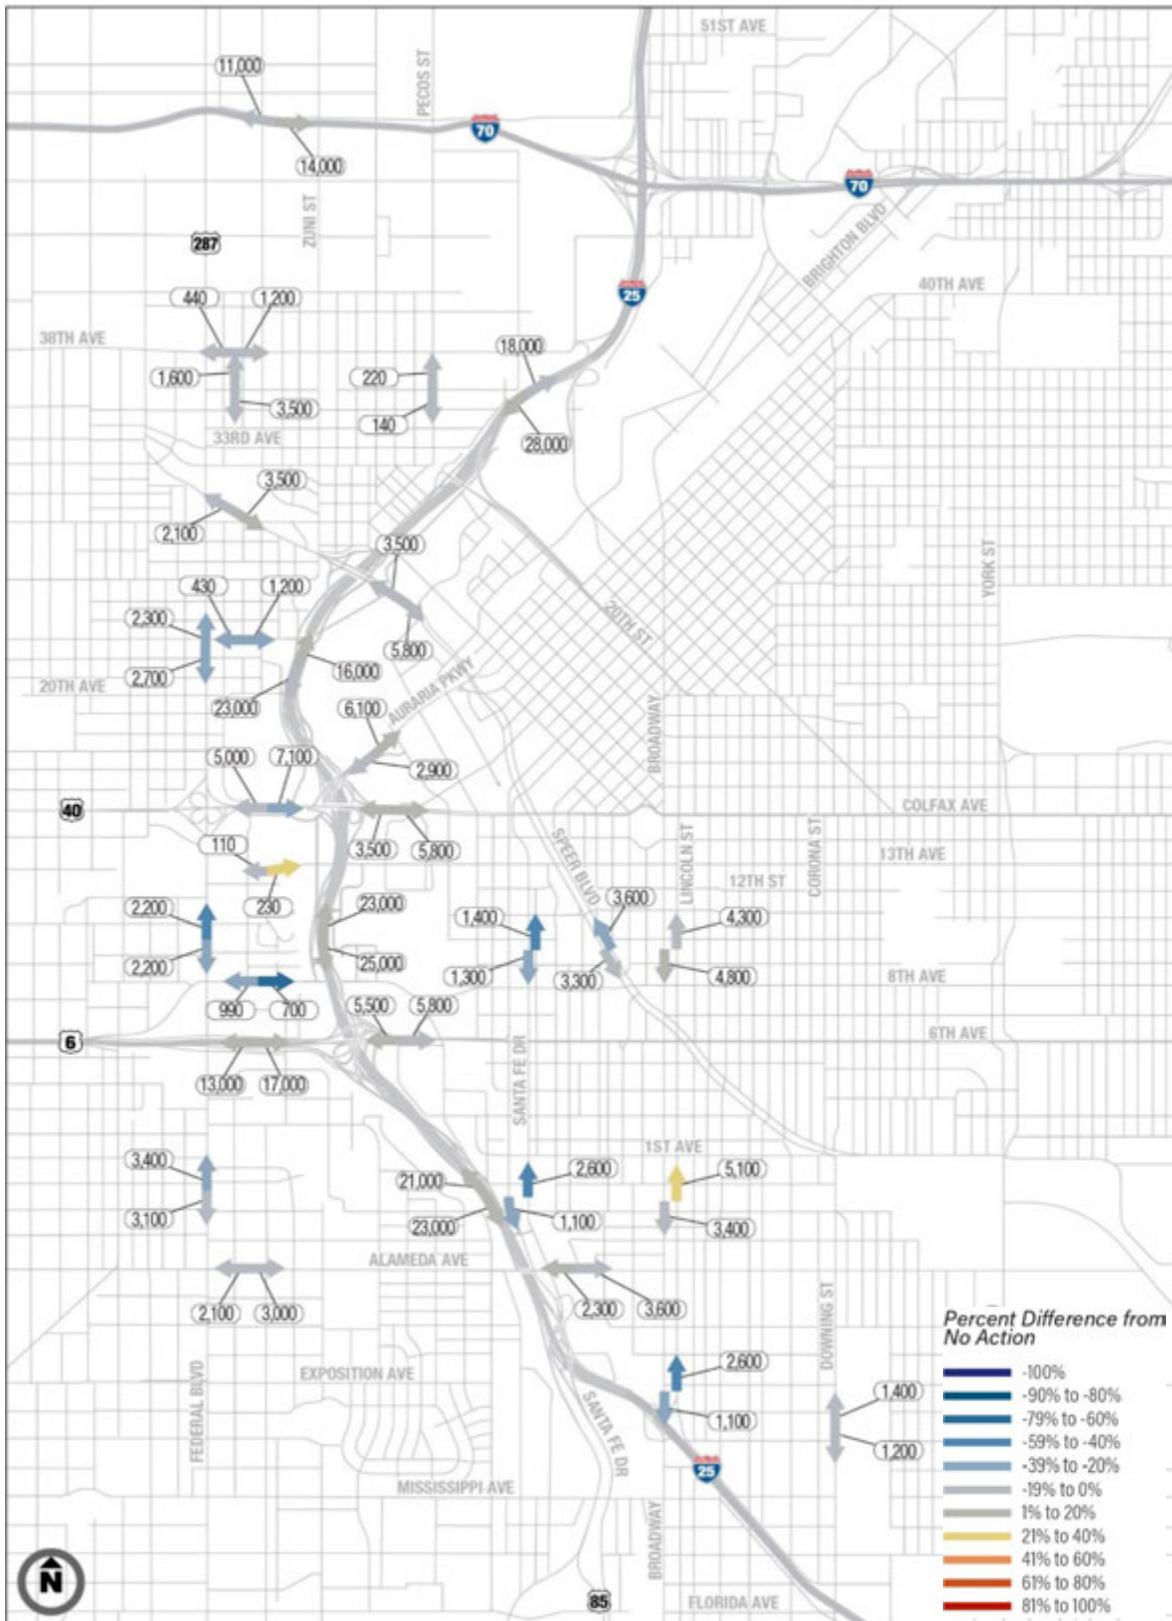 51ST AVE
PECOS ST
11,000
70
14,000
70
ZUNI ST
287
BRIGHTON BLVD
40TH AVE
25
440
1,200
38TH AVE
18,000
1,600
220
3,500
140
33RD AVE
28,000
3,500
2,100
3,500
YORK ST
430
1,200
2,300
20TH ST
5,800
16,000
2,700
20TH AVE
23,000
AURARIA PKWY
6,100
BROADWAY
2,900
5,000
7,100
40
COLFAX AVE
3,500
5,800
110
SPEER BLVD
LINCOLN ST
CORONA ST
13TH AVE
12TH ST
230
2,200
23,000
1,400
3,600
4,300
2,200
25,000
1,300
3,300
4,800
8TH AVE
990
700
5,500
5,800
6
6TH AVE
13,000
17,000
SANTA FE DR
1ST AVE
3,400
21,000
2,600
5,100
3,100
23,000
1,100
3,400
ALAMEDA AVE
2,100
3,000
2,300
3,600
DOWNING ST
Percent Difference from
No Action
-100%
-90% to -80%
-79% to -60%
-59% to -40%
-39% to -20%
-19% to 0%
1% to 20%
21% to 40%
41% to 60%
61% to 80%
81% to 100%
2,600
EXPOSITION AVE
1,400
FEDERAL BLVD
SANTA FE DR
1,100
1,200
25
MISSISSIPPI AVE
BROADWAY
N
85
FLORIDA AVE